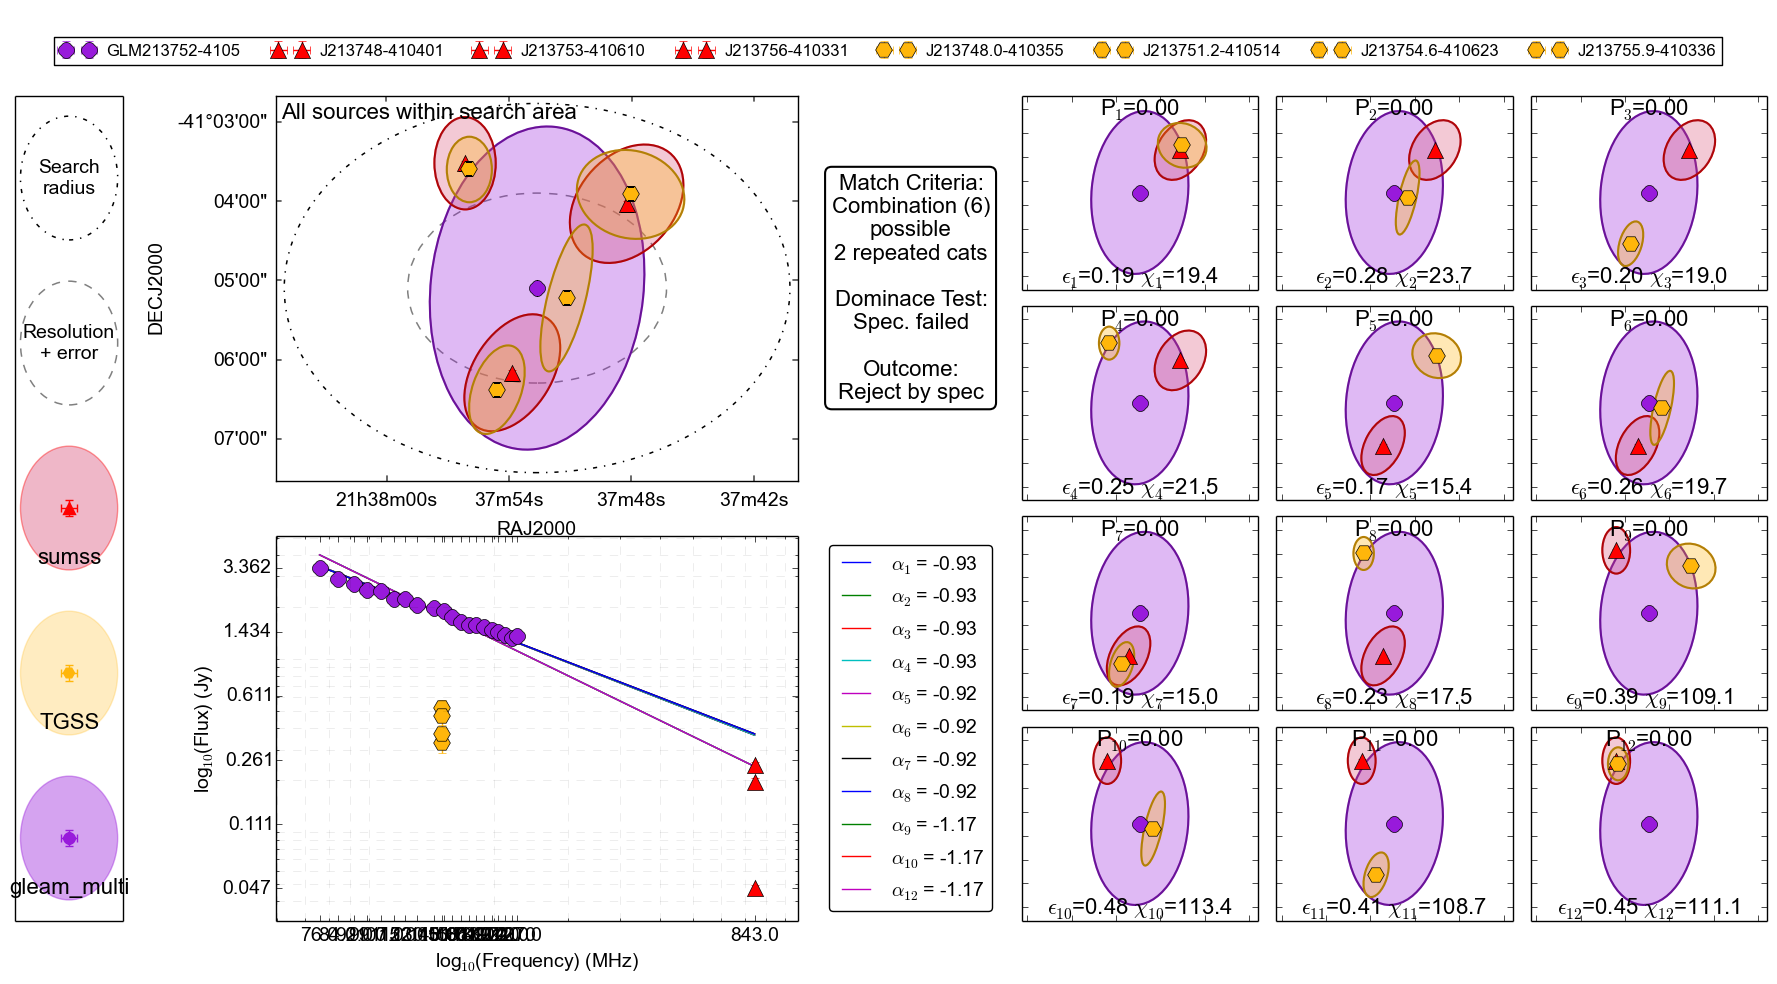 GLM213752-4105 J213748-410401 J213753-410610 J213756-410331 J213748.0-410355 J213751.2-410514 J213754.6-410623 J213755.9-410336
Search
radius
Resolution
+ error
sumss
TGSS
gleam_multi
All sources within search area
DECJ2000
-41°03'00"
04'00"
05'00"
06'00"
07'00"
21h38m00s 37m54s 37m48s 37m42s
RAJ2000
log10(Flux) (Jy)
3.362
1.434
0.611
0.261
0.111
0.047
843.0
log10(Frequency) (MHz)
Match Criteria:
Combination (6)
possible
2 repeated cats
Dominace Test:
Spec. failed
Outcome:
Reject by spec
α1 = -0.93
α2 = -0.93
α3 = -0.93
α4 = -0.93
α5 = -0.92
α6 = -0.92
α7 = -0.92
α8 = -0.92
α9 = -1.17
α10 = -1.17
α12 = -1.17
P1=0.00
ϵ1=0.19 χ1=19.4
P2=0.00
ϵ2=0.28 χ2=23.7
P3=0.00
ϵ3=0.20 χ3=19.0
P4=0.00
ϵ4=0.25 χ4=21.5
P5=0.00
ϵ5=0.17 χ5=15.4
P6=0.00
ϵ6=0.26 χ6=19.7
P7=0.00
ϵ7=0.19 χ7=15.0
P8=0.00
ϵ8=0.23 χ8=17.5
P9=0.00
ϵ9=0.39 χ9=109.1
P10=0.00
ϵ10=0.48 χ10=113.4
P11=0.00
ϵ11=0.41 χ11=108.7
P12=0.00
ϵ12=0.45 χ12=111.1